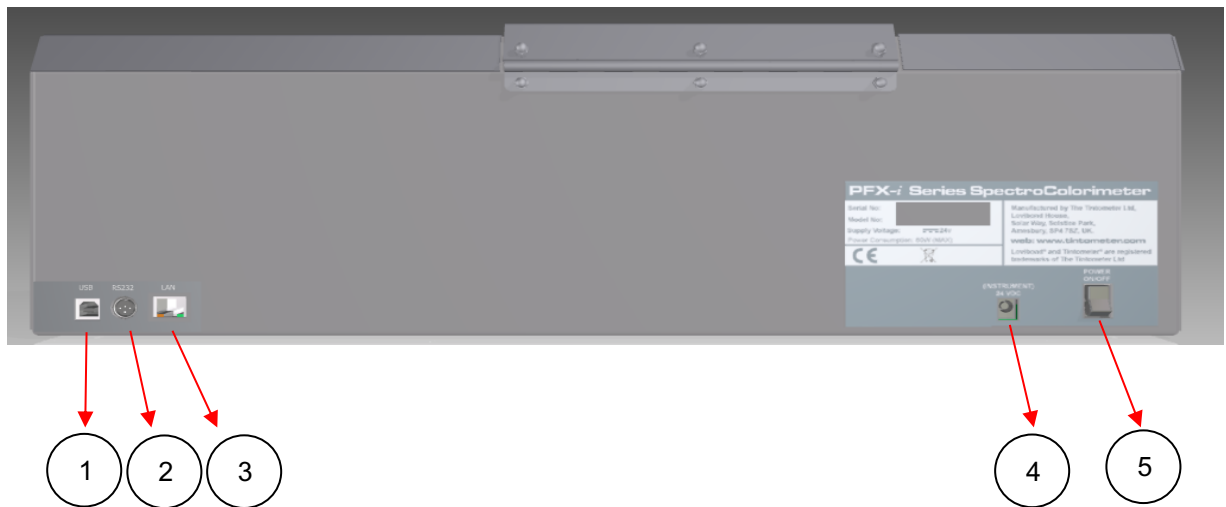 PFX-i Series SpectroColorimeter
Serial No:
Model No:
Supply Voltage:
Power Consumption: 60W (MAX)
Manufactured by The Tintometer Ltd,
Lovibond House,
Solar Way, Solstice Park,
Amesbury, SP4 7SZ, UK.
web: www.tintometer.com
Lovibond® and Tintometer® are registered
trademarks of The Tintometer Ltd
CE
USB RS232 LAN
(INSTRUMENT)
24 VDC
POWER
ON/OFF
1 2 3 4 5